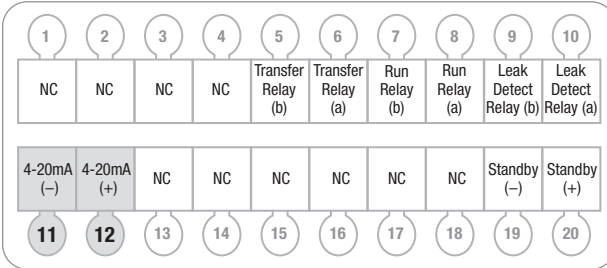 1 2 3 4 5 6 7 8 9 10
NC NC NC NC Transfer Relay (b) Transfer Relay (a) Run Relay (b) Run Relay (a) Leak Detect Relay (b) Leak Detect Relay (a)
4-20mA (–) 4-20mA (+) NC NC NC NC NC NC Standby (–) Standby (+)
11 12 13 14 15 16 17 18 19 20